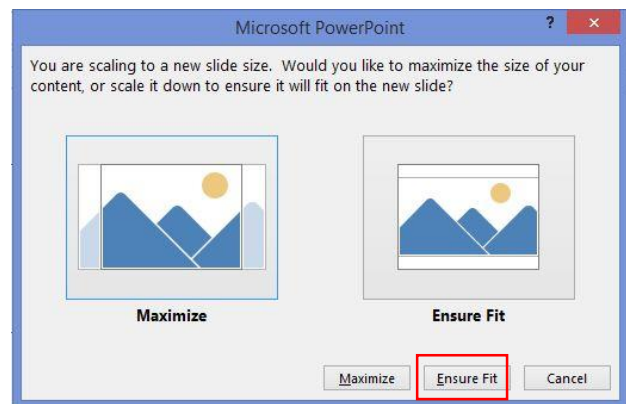 Microsoft PowerPoint
?
×
You are scaling to a new slide size. Would you like to maximize the size of your
content, or scale it down to ensure it will fit on the new slide?
Maximize
Ensure Fit
Maximize
Ensure Fit
Cancel